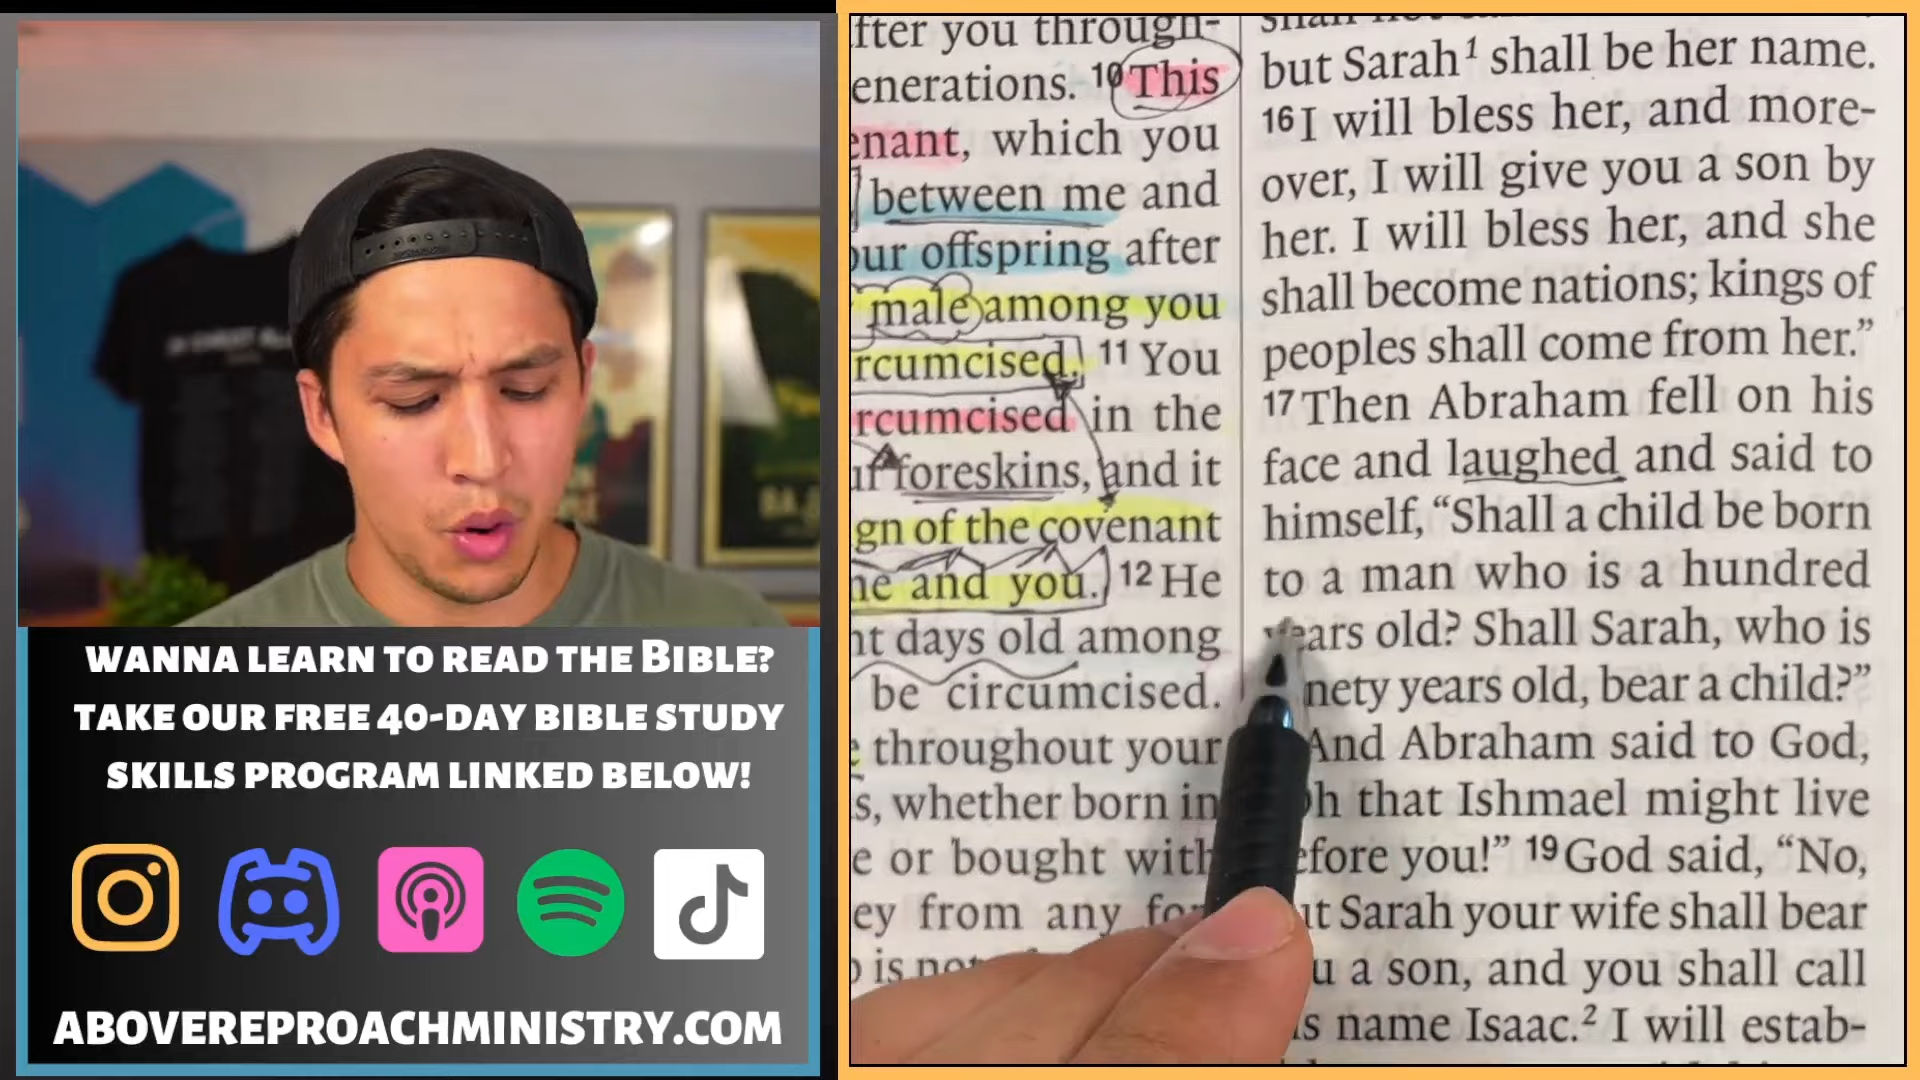 WANNA LEARN TO READ THE BIBLE?
TAKE OUR FREE 40-DAY BIBLE STUDY
SKILLS PROGRAM LINKED BELOW!
ABOVEREPROACHMINISTRY.COM
fter you through-
enerations. 10 This
enant, which you
between me and
our offspring after
male among you
rcumcised. 11 You
rcumcised in the
foreskins, and it
gn of the covenant
me and you. 12 He
ht days old among
be circumcised.
throughout your
s, whether born in
e or bought with
ey from any for
is not
but Sarah1 shall be her name.
16 I will bless her, and more-
over, I will give you a son by
her. I will bless her, and she
shall become nations; kings of
peoples shall come from her.”
17 Then Abraham fell on his
face and laughed and said to
himself, “Shall a child be born
to a man who is a hundred
years old? Shall Sarah, who is
nety years old, bear a child?”
And Abraham said to God,
h that Ishmael might live
efore you!” 19 God said, “No,
ut Sarah your wife shall bear
u a son, and you shall call
is name Isaac.2 I will estab-